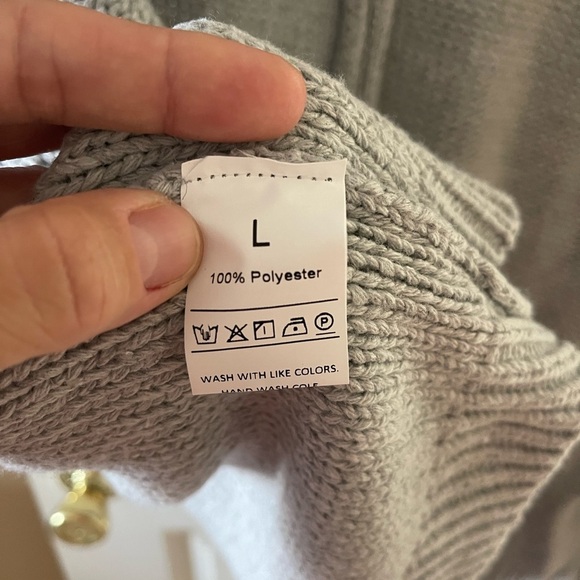 L
100% Polyester
P
WASH WITH LIKE COLORS.
HAND WASH